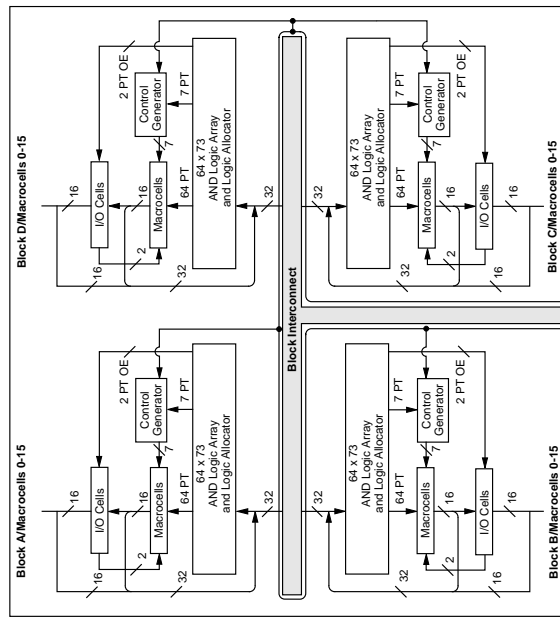 Block A/Macrocells 0-15
16
16
I/O Cells
2 PT OE
16
2
Macrocells
7
Control
Generator
32
64 PT
7 PT
64 x 73
AND Logic Array
and Logic Allocator
32
Block D/Macrocells 0-15
16
16
I/O Cells
2 PT OE
16
2
Macrocells
7
Control
Generator
32
64 PT
7 PT
64 x 73
AND Logic Array
and Logic Allocator
32
Block Interconnect
32
64 x 73
AND Logic Array
and Logic Allocator
32
64 PT
7 PT
Macrocells
7
Control
Generator
2
16
2 PT OE
I/O Cells
16
16
Block B/Macrocells 0-15
32
64 x 73
AND Logic Array
and Logic Allocator
32
64 PT
7 PT
Macrocells
7
Control
Generator
2
16
2 PT OE
I/O Cells
16
16
Block C/Macrocells 0-15